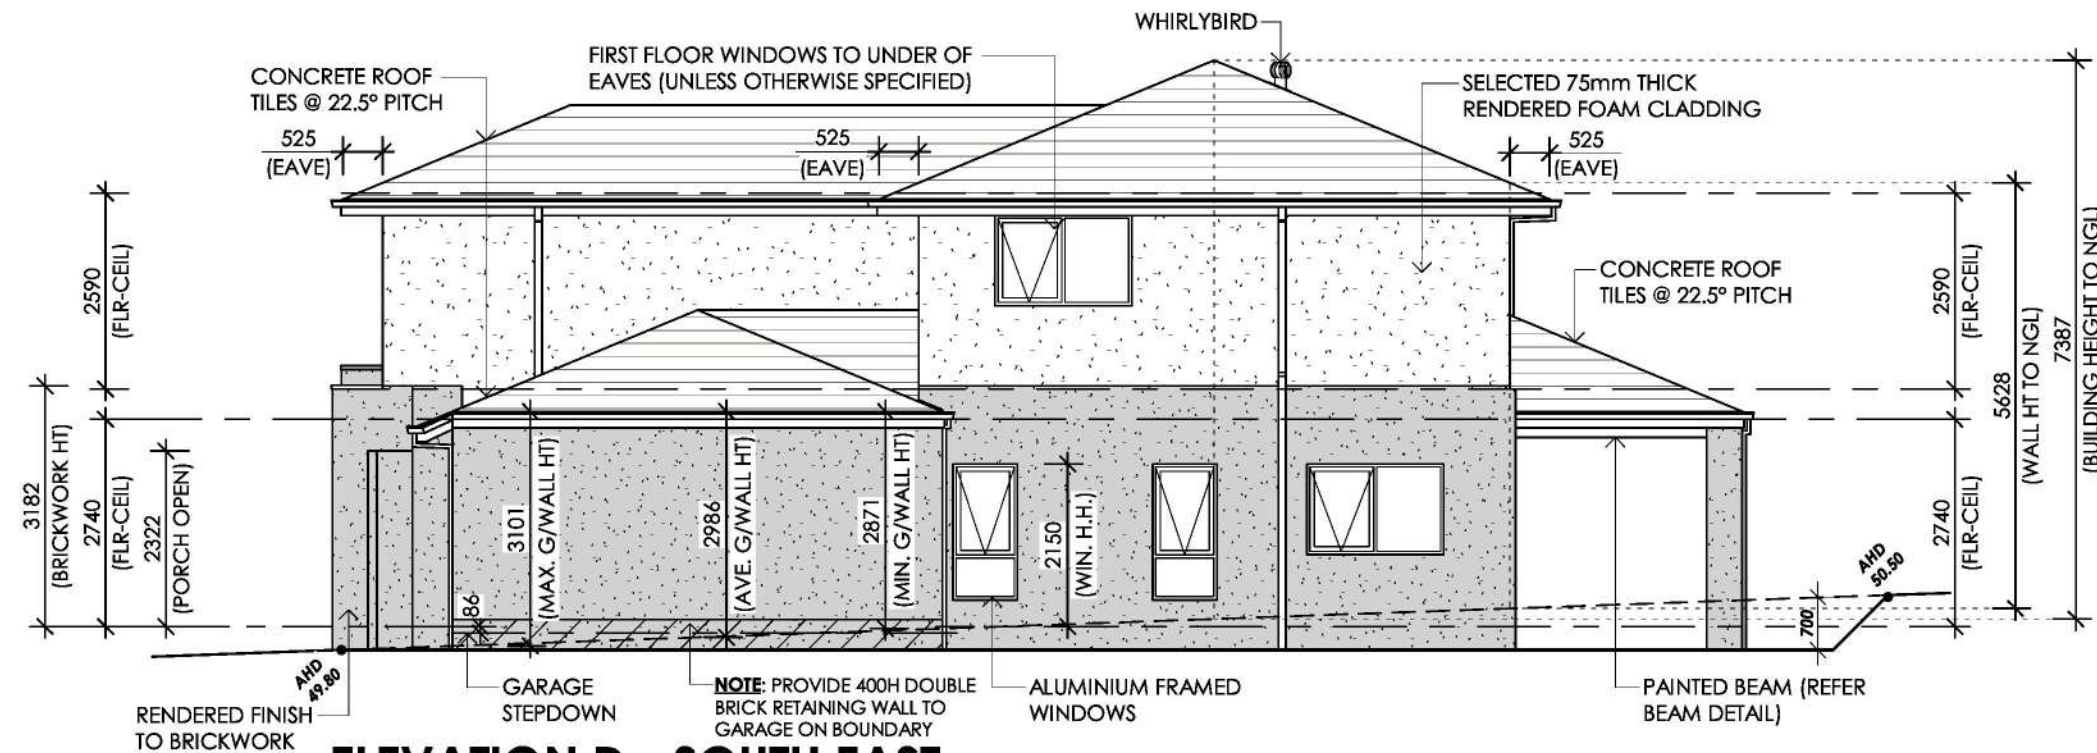 WHIRLYBIRD
FIRST FLOOR WINDOWS TO UNDER OF
EAVES (UNLESS OTHERWISE SPECIFIED)
CONCRETE ROOF
TILES @ 22.5° PITCH
SELECTED 75mm THICK
RENDERED FOAM CLADDING
525
(EAVE)
525
(EAVE)
525
(EAVE)
2590
(FLR-CEIL)
CONCRETE ROOF
TILES @ 22.5° PITCH
2590
(FLR-CEIL)
5628
(WALL HT TO NGL)
7387
(BUILDING HEIGHT TO NGL)
3182
(BRICKWORK HT)
2740
(FLR-CEIL)
2322
(PORCH OPEN)
86
3101
(MAX. G/WALL HT)
2986
(AVE. G/WALL HT)
2871
(MIN. G/WALL HT)
2150
(WIN. H.H.)
2740
(FLR-CEIL)
AHD
50.50
700
AHD
49.80
RENDERED FINISH
TO BRICKWORK
GARAGE
STEPDOWN
NOTE: PROVIDE 400H DOUBLE
BRICK RETAINING WALL TO
GARAGE ON BOUNDARY
ALUMINIUM FRAMED
WINDOWS
PAINTED BEAM (REFER
BEAM DETAIL)